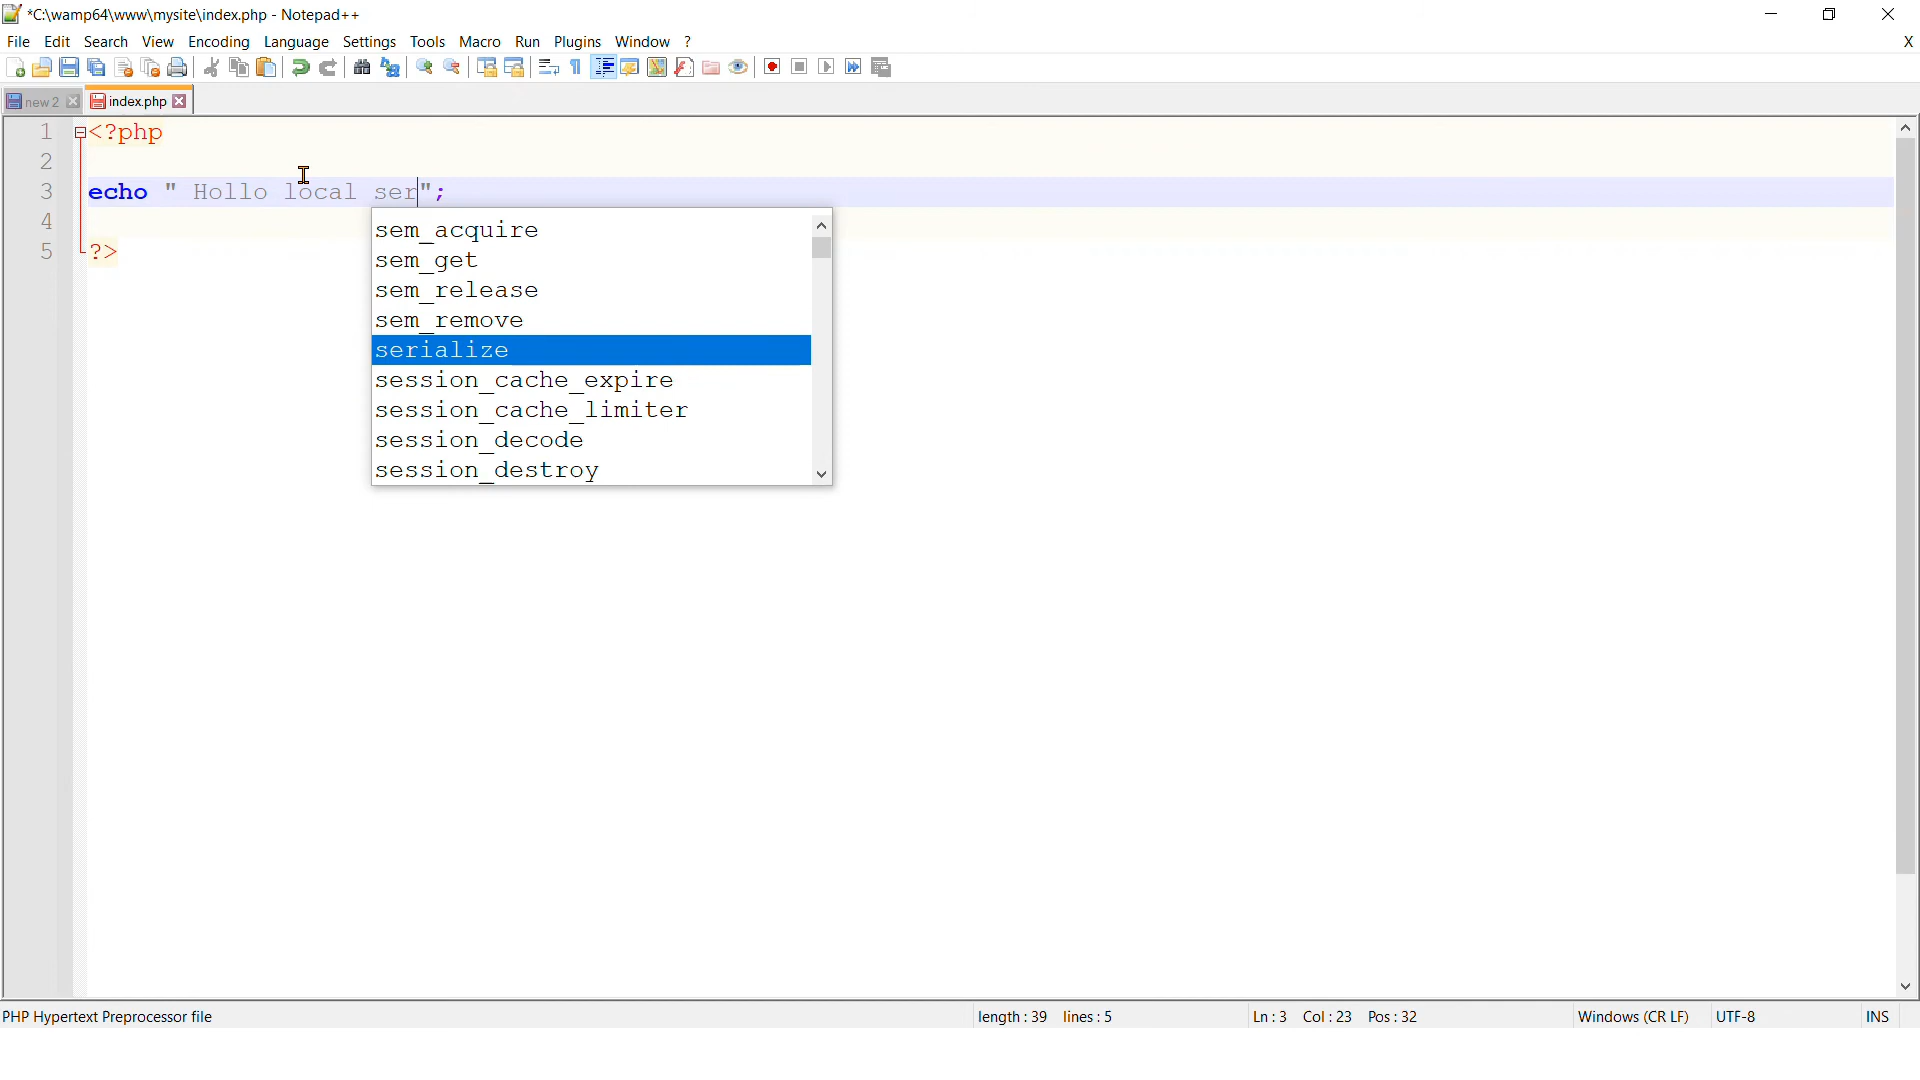 *C:\wamp64\www\mysite\index.php - Notepad++
File Edit Search View Encoding Language Settings Tools Macro Run Plugins Window ? X
new 2 index.php
1 <?php
2
3 echo " Hollo local ser";
4
5 ?>
sem_acquire
sem_get
sem_release
sem_remove
serialize
session_cache_expire
session_cache_limiter
session_decode
session_destroy
PHP Hypertext Preprocessor file length : 39 lines : 5 Ln : 3 Col : 23 Pos : 32 Windows (CR LF) UTF-8 INS